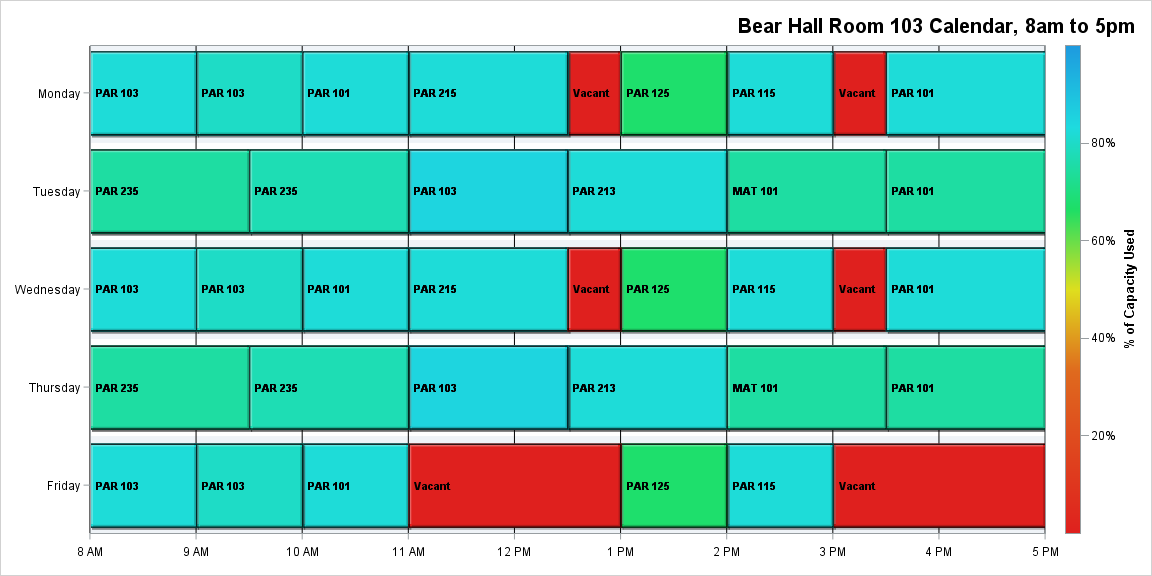 Bear Hall Room 103 Calendar, 8am to 5pm
Monday
PAR 103
PAR 103
PAR 101
PAR 215
Vacant
PAR 125
PAR 115
Vacant
PAR 101
Tuesday
PAR 235
PAR 235
PAR 103
PAR 213
MAT 101
PAR 101
Wednesday
PAR 103
PAR 103
PAR 101
PAR 215
Vacant
PAR 125
PAR 115
Vacant
PAR 101
Thursday
PAR 235
PAR 235
PAR 103
PAR 213
MAT 101
PAR 101
Friday
PAR 103
PAR 103
PAR 101
Vacant
PAR 125
PAR 115
Vacant
8 AM
9 AM
10 AM
11 AM
12 PM
1 PM
2 PM
3 PM
4 PM
5 PM
80%
60%
40%
20%
% of Capacity Used